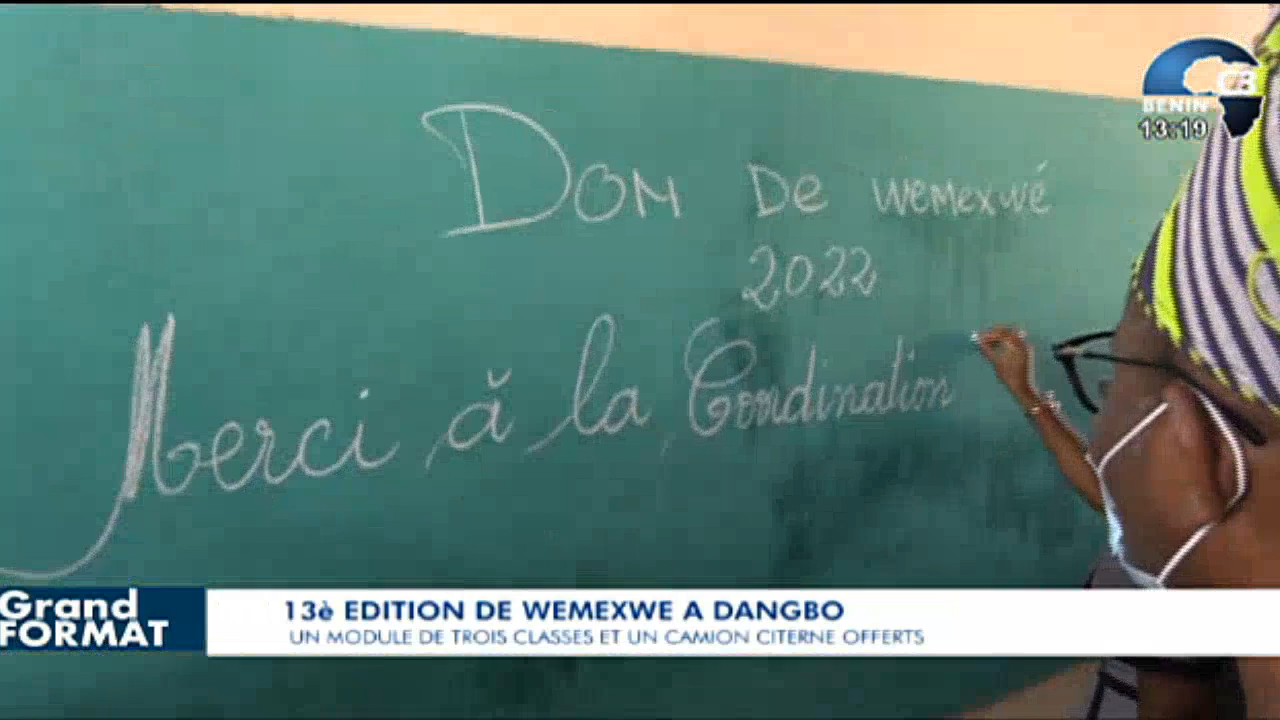 C3
BENIN
13:19
Don De wemexwé
2022
Merci à la Coordination
Grand
FORMAT
13è EDITION DE WEMEXWE A DANGBO
UN MODULE DE TROIS CLASSES ET UN CAMION CITERNE OFFERTS